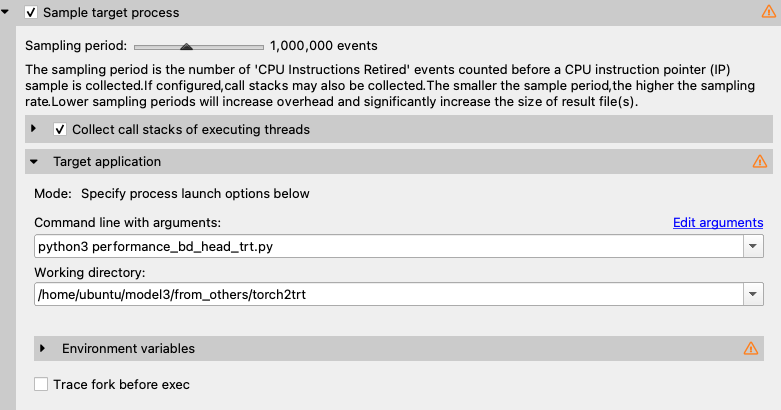 Sample target process
Sampling period: 1,000,000 events
The sampling period is the number of 'CPU Instructions Retired' events counted before a CPU instruction pointer (IP)
sample is collected.If configured,call stacks may also be collected.The smaller the sample period,the higher the sampling
rate.Lower sampling periods will increase overhead and significantly increase the size of result file(s).
Collect call stacks of executing threads
Target application
Mode: Specify process launch options below
Command line with arguments: Edit arguments
python3 performance_bd_head_trt.py
Working directory:
/home/ubuntu/model3/from_others/torch2trt
Environment variables
Trace fork before exec